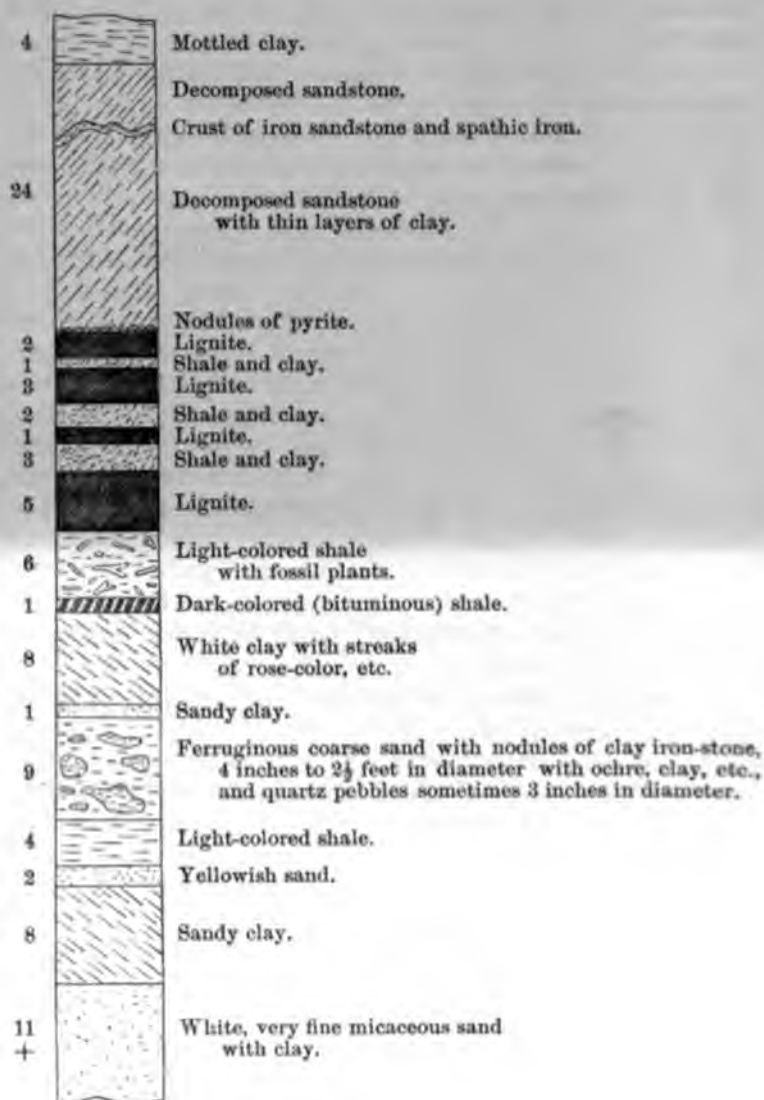 4 Mottled clay.
Decomposed sandstone.
Crust of iron sandstone and spathic iron.
24 Decomposed sandstone
with thin layers of clay.
Nodules of pyrite.
2 Lignite.
1 Shale and clay.
3 Lignite.
2 Shale and clay.
1 Lignite.
3 Shale and clay.
5 Lignite.
6 Light-colored shale
with fossil plants.
1 Dark-colored (bituminous) shale.
8 White clay with streaks
of rose-color, etc.
1 Sandy clay.
Ferruginous coarse sand with nodules of clay iron-stone,
9 4 inches to 2½ feet in diameter with ochre, clay, etc.,
and quartz pebbles sometimes 3 inches in diameter.
4 Light-colored shale.
2 Yellowish sand.
8 Sandy clay.
11 White, very fine micaceous sand
+ with clay.